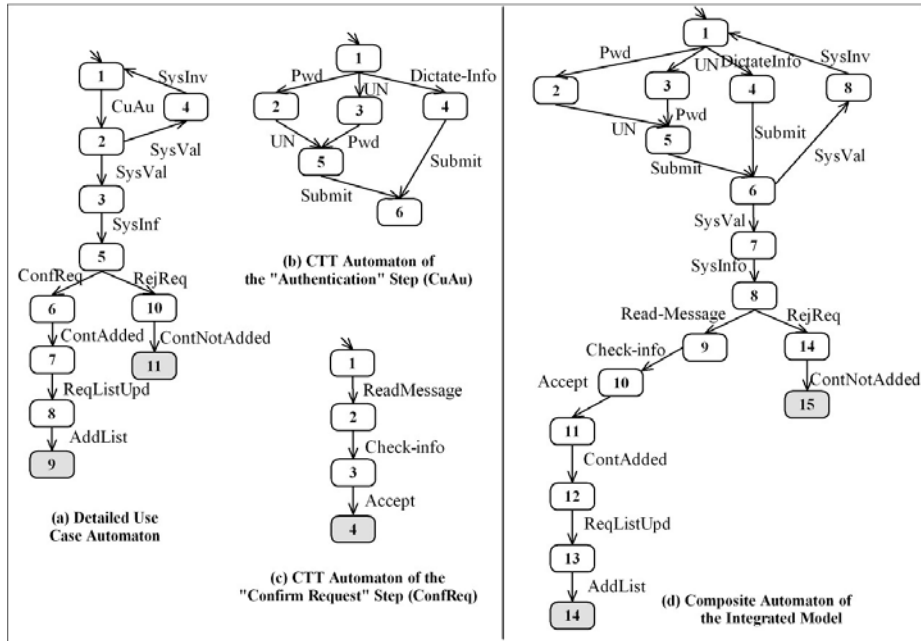 1
SysInv
CuAu
4
2
SysVal
SysVal
3
SysInf
5
ConfReq
RejReq
6
10
ContAdded
ContNotAdded
7
11
ReqListUpd
8
AddList
9
(a) Detailed Use
Case Automaton
1
Pwd
UN
Dictate-Info
2
3
4
UN
Pwd
5
Submit
Submit
6
(b) CTT Automaton of
the "Authentication" Step (CuAu)
1
ReadMessage
2
Check-info
3
Accept
4
(c) CTT Automaton of the
"Confirm Request" Step (ConfReq)
1
Pwd
UN
DictateInfo
SysInv
2
3
4
8
Pwd
UN
5
Submit
Submit
SysVal
6
SysVal
7
SysInfo
8
Read-Message
RejReq
9
14
Check-info
ContNotAdded
10
15
Accept
11
ContAdded
12
ReqListUpd
13
AddList
14
(d) Composite Automaton of
the Integrated Model